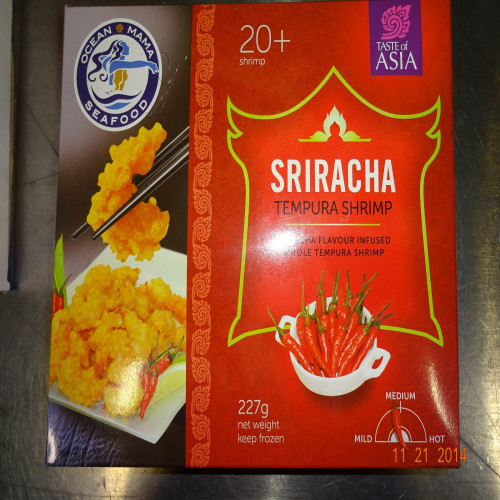 OCEAN MAMA
SEAFOOD
20+
shrimp
TASTE of
ASIA
SRIRACHA
TEMPURA SHRIMP
FLAVOUR INFUSED
TEMPURA SHRIMP
227g
net weight
keep frozen
MEDIUM
MILD
HOT
11 21 2014